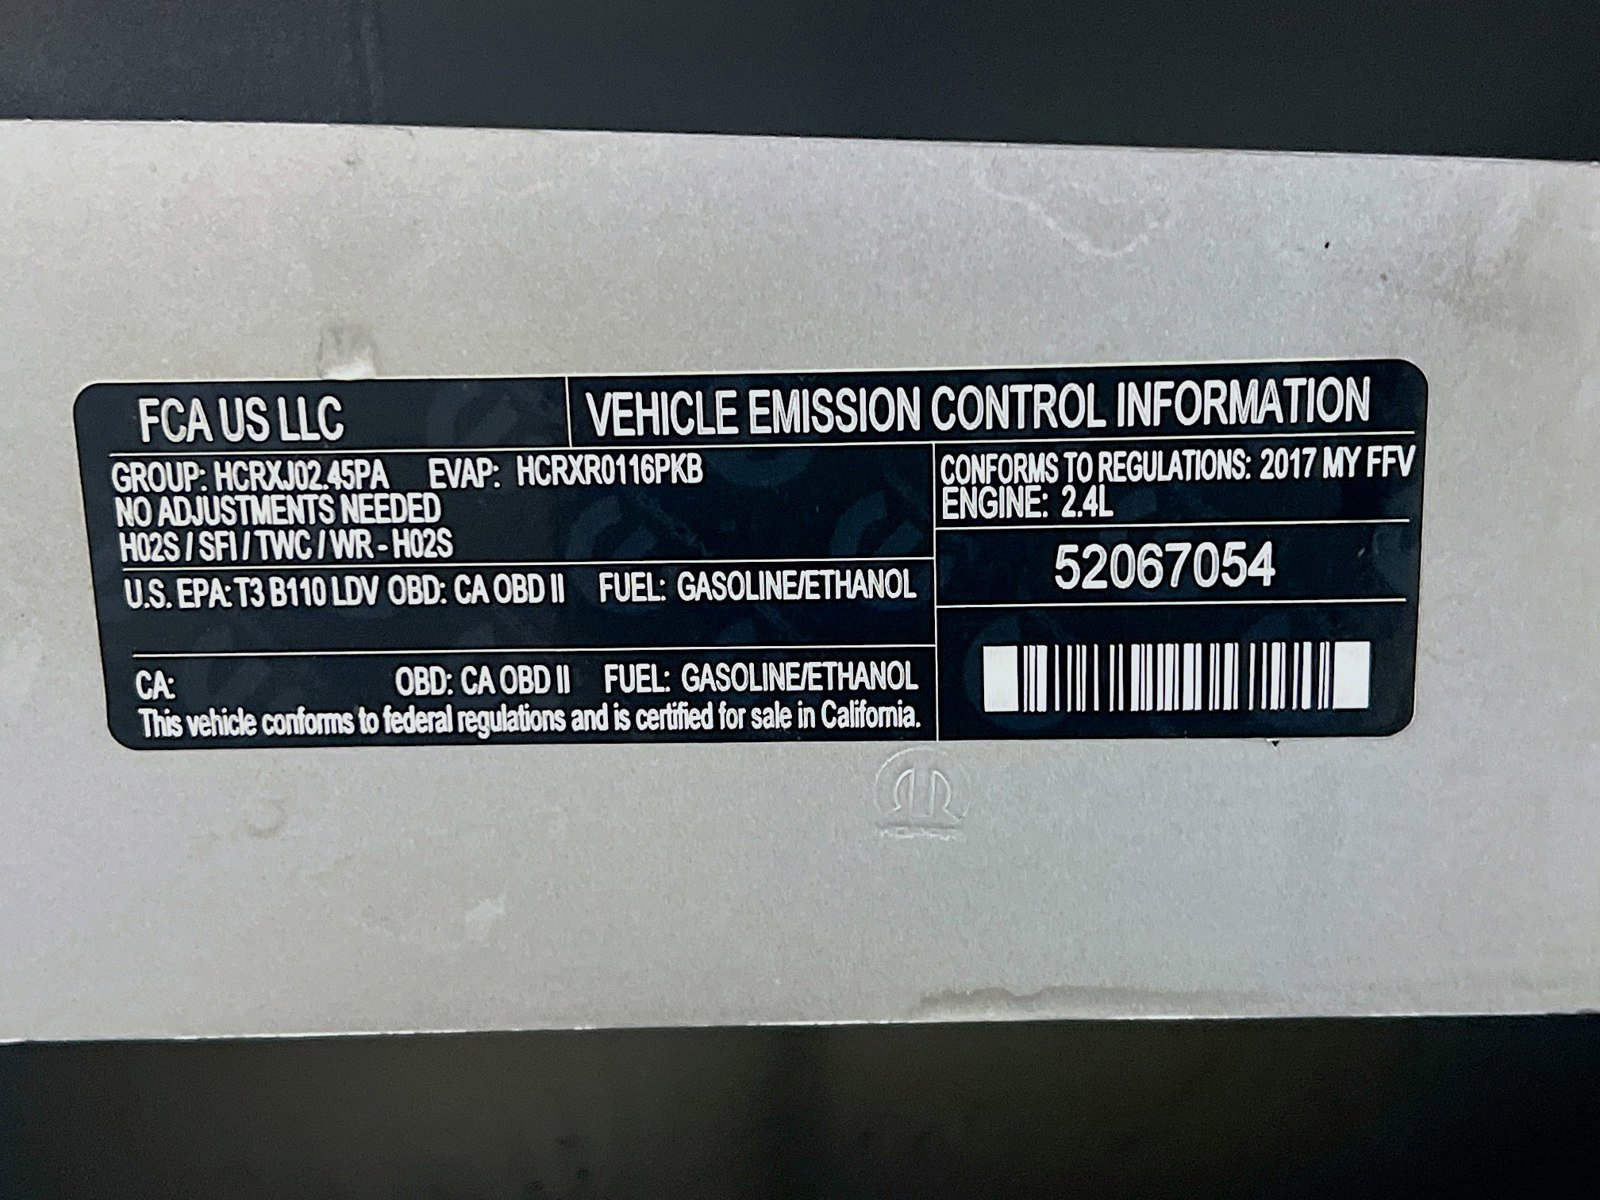 FCA US LLC
VEHICLE EMISSION CONTROL INFORMATION
GROUP: HCRXJ02.45PA EVAP: HCRXR0116PKB
NO ADJUSTMENTS NEEDED
H02S / SFI / TWC / WR - H02S
U.S. EPA: T3 B110 LDV OBD: CA OBD II FUEL: GASOLINE/ETHANOL
CA: OBD: CA OBD II FUEL: GASOLINE/ETHANOL
This vehicle conforms to federal regulations and is certified for sale in California.
CONFORMS TO REGULATIONS: 2017 MY FFV
ENGINE: 2.4L
52067054
MOPAR